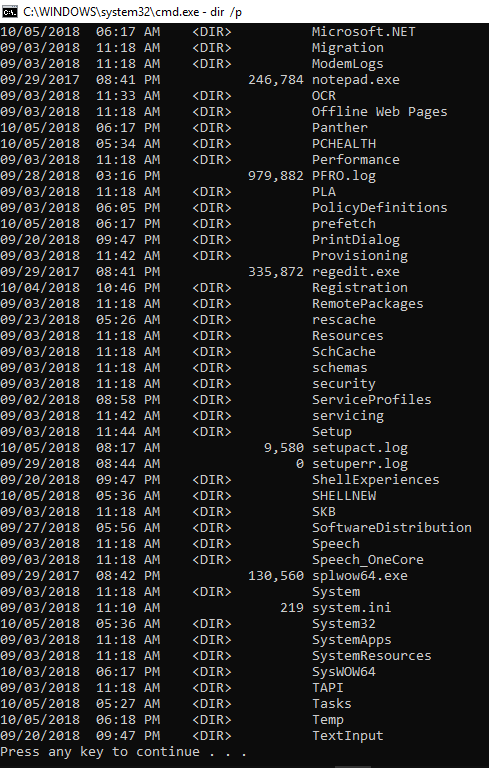 C:\WINDOWS\system32\cmd.exe - dir /p
10/05/2018  06:17 AM    <DIR>          Microsoft.NET
09/03/2018  11:18 AM    <DIR>          Migration
09/03/2018  11:18 AM    <DIR>          ModemLogs
09/29/2017  08:41 PM           246,784 notepad.exe
09/03/2018  11:33 AM    <DIR>          OCR
09/03/2018  11:18 AM    <DIR>          Offline Web Pages
10/05/2018  06:17 PM    <DIR>          Panther
10/05/2018  05:34 AM    <DIR>          PCHEALTH
09/03/2018  11:18 AM    <DIR>          Performance
09/28/2018  03:16 PM           979,882 PFRO.log
09/03/2018  11:18 AM    <DIR>          PLA
09/03/2018  06:05 PM    <DIR>          PolicyDefinitions
10/05/2018  06:17 PM    <DIR>          prefetch
09/20/2018  09:47 PM    <DIR>          PrintDialog
09/03/2018  11:42 AM    <DIR>          Provisioning
09/29/2017  08:41 PM           335,872 regedit.exe
10/04/2018  10:46 PM    <DIR>          Registration
09/03/2018  11:18 AM    <DIR>          RemotePackages
09/23/2018  05:26 AM    <DIR>          rescache
09/03/2018  11:18 AM    <DIR>          Resources
09/03/2018  11:18 AM    <DIR>          SchCache
09/03/2018  11:18 AM    <DIR>          schemas
09/03/2018  11:18 AM    <DIR>          security
09/02/2018  08:58 PM    <DIR>          ServiceProfiles
09/03/2018  11:42 AM    <DIR>          servicing
09/03/2018  11:44 AM    <DIR>          Setup
10/05/2018  08:17 AM             9,580 setupact.log
09/29/2018  08:44 AM                 0 setuperr.log
09/20/2018  09:47 PM    <DIR>          ShellExperiences
10/05/2018  05:36 AM    <DIR>          SHELLNEW
09/03/2018  11:18 AM    <DIR>          SKB
09/27/2018  05:56 AM    <DIR>          SoftwareDistribution
09/03/2018  11:18 AM    <DIR>          Speech
09/03/2018  11:18 AM    <DIR>          Speech_OneCore
09/29/2017  08:42 PM           130,560 splwow64.exe
09/03/2018  11:18 AM    <DIR>          System
09/03/2018  11:10 AM               219 system.ini
10/05/2018  05:36 AM    <DIR>          System32
09/03/2018  11:18 AM    <DIR>          SystemApps
09/03/2018  11:18 AM    <DIR>          SystemResources
10/03/2018  06:17 PM    <DIR>          SysWOW64
09/03/2018  11:18 AM    <DIR>          TAPI
10/05/2018  05:27 AM    <DIR>          Tasks
10/05/2018  06:18 PM    <DIR>          Temp
09/20/2018  09:47 PM    <DIR>          TextInput
Press any key to continue . . .